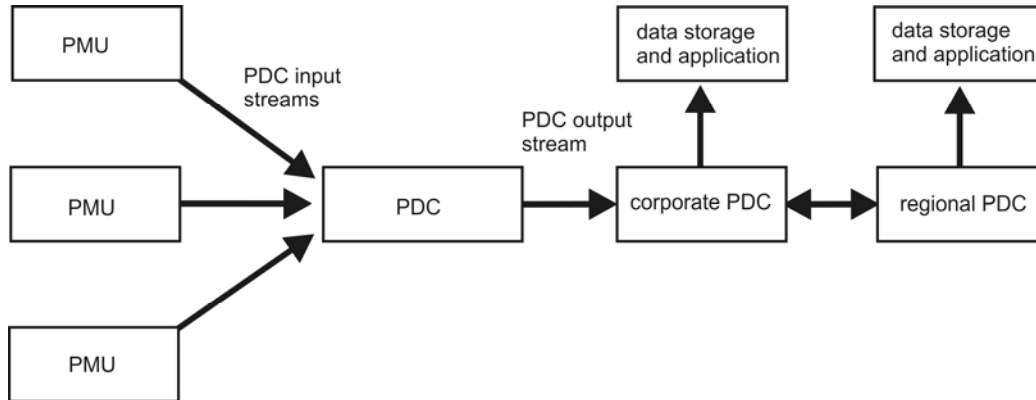 PMU
PDC input
streams
PMU
PMU
PDC
PDC output
stream
data storage
and application
corporate PDC
data storage
and application
regional PDC